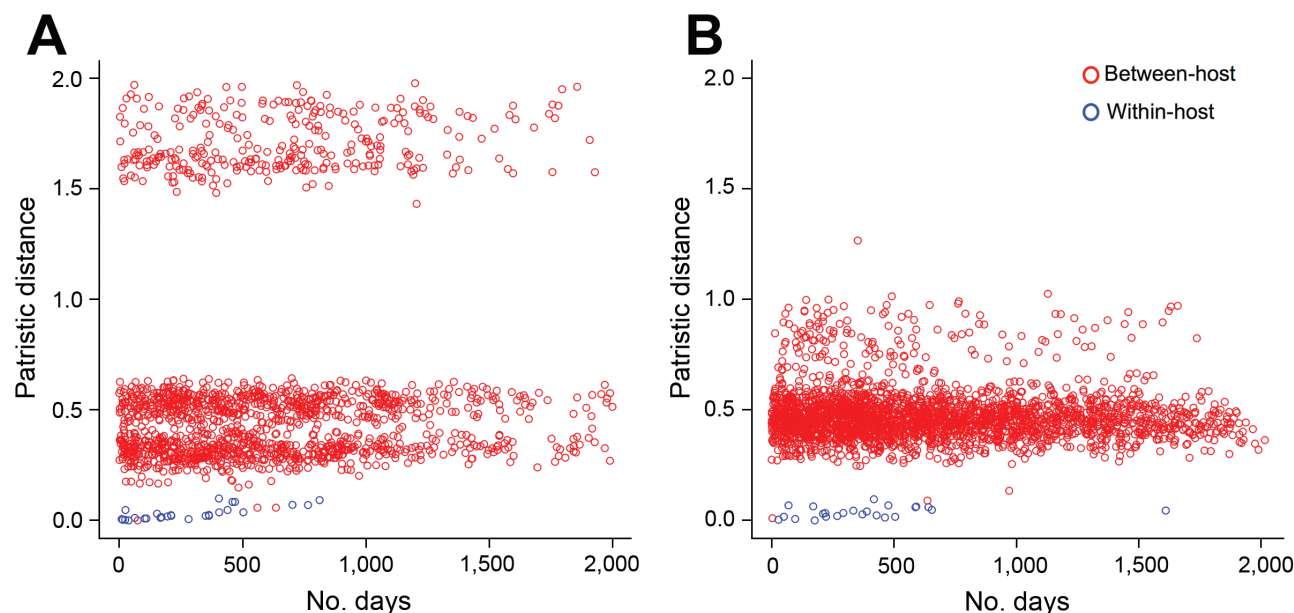 A
Patristic distance
2.0
1.5
1.0
0.5
0.0
0
500
1,000
1,500
2,000
No. days
B
Between-host
Within-host
Patristic distance
2.0
1.5
1.0
0.5
0.0
0
500
1,000
1,500
2,000
No. days